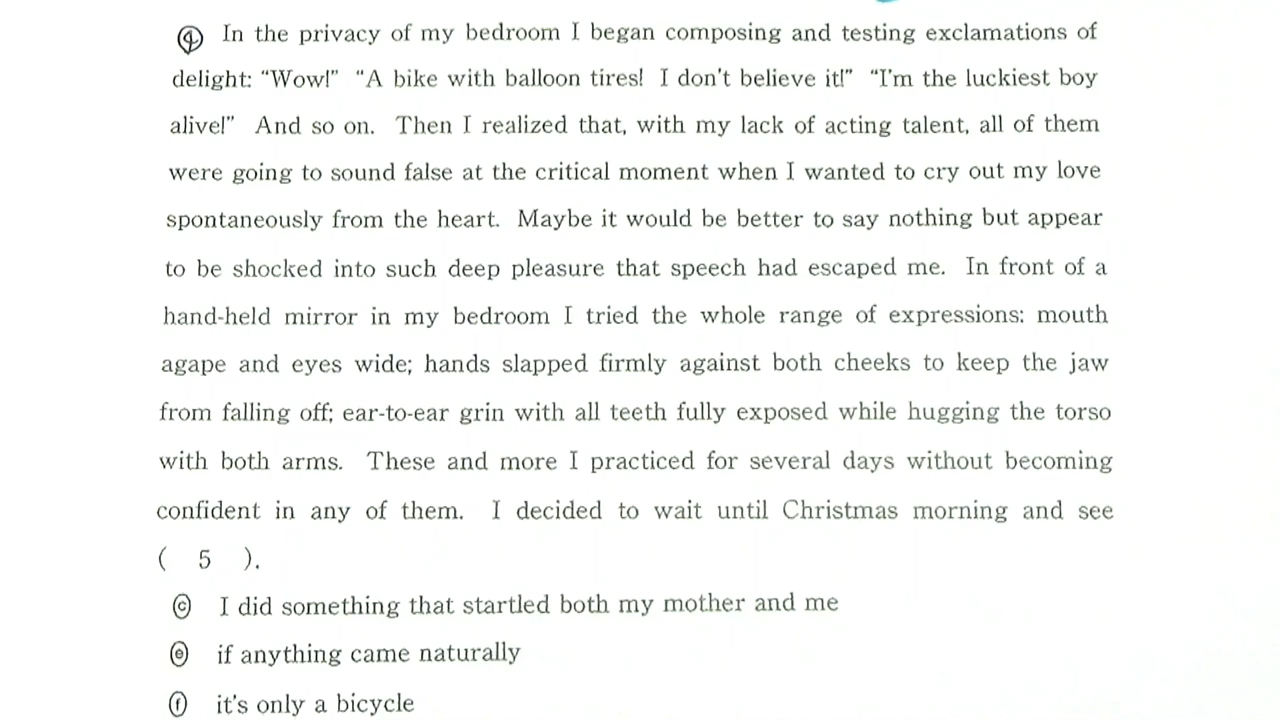 ④ In the privacy of my bedroom I began composing and testing exclamations of
delight: “Wow!” “A bike with balloon tires! I don't believe it!” “I'm the luckiest boy
alive!” And so on. Then I realized that, with my lack of acting talent, all of them
were going to sound false at the critical moment when I wanted to cry out my love
spontaneously from the heart. Maybe it would be better to say nothing but appear
to be shocked into such deep pleasure that speech had escaped me. In front of a
hand-held mirror in my bedroom I tried the whole range of expressions: mouth
agape and eyes wide; hands slapped firmly against both cheeks to keep the jaw
from falling off; ear-to-ear grin with all teeth fully exposed while hugging the torso
with both arms. These and more I practiced for several days without becoming
confident in any of them. I decided to wait until Christmas morning and see
( 5 ).
ⓒ I did something that startled both my mother and me
ⓔ if anything came naturally
ⓕ it's only a bicycle